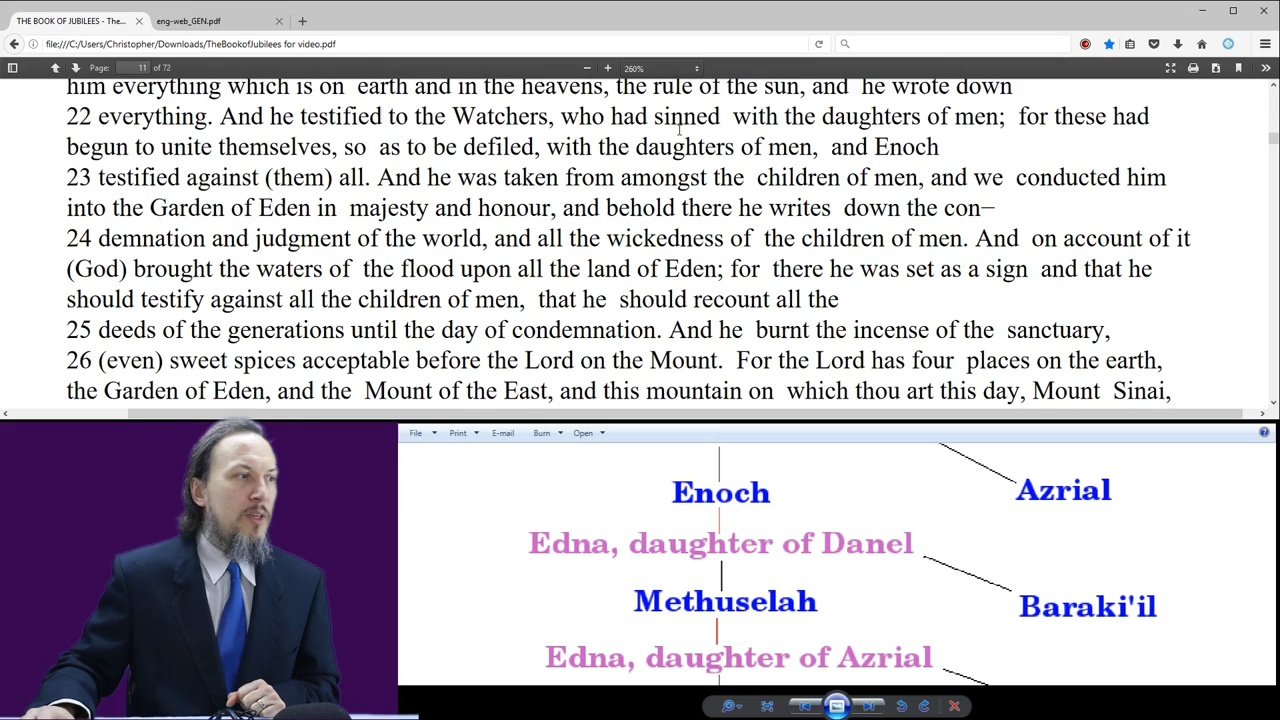 THE BOOK OF JUBILEES - The...
eng-web_GEN.pdf
file:///C:/Users/Christopher/Downloads/TheBookofJubilees for video.pdf
Page: 11 of 72
260%
him everything which is on earth and in the heavens, the rule of the sun, and he wrote down
22 everything. And he testified to the Watchers, who had sinned with the daughters of men; for these had
begun to unite themselves, so as to be defiled, with the daughters of men, and Enoch
23 testified against (them) all. And he was taken from amongst the children of men, and we conducted him
into the Garden of Eden in majesty and honour, and behold there he writes down the con–
24 demnation and judgment of the world, and all the wickedness of the children of men. And on account of it
(God) brought the waters of the flood upon all the land of Eden; for there he was set as a sign and that he
should testify against all the children of men, that he should recount all the
25 deeds of the generations until the day of condemnation. And he burnt the incense of the sanctuary,
26 (even) sweet spices acceptable before the Lord on the Mount. For the Lord has four places on the earth,
the Garden of Eden, and the Mount of the East, and this mountain on which thou art this day, Mount Sinai,
File Print E-mail Burn Open
Enoch
Azrial
Edna, daughter of Danel
Methuselah
Baraki'il
Edna, daughter of Azrial